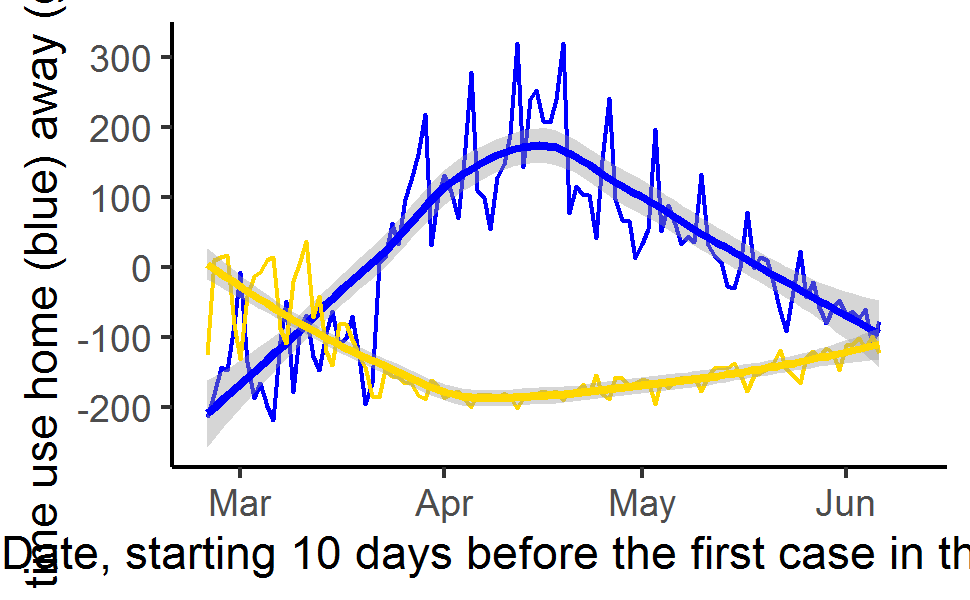 time use home (blue) away (
300
200
100
0
-100
-200
Mar Apr May Jun
Date, starting 10 days before the first case in th